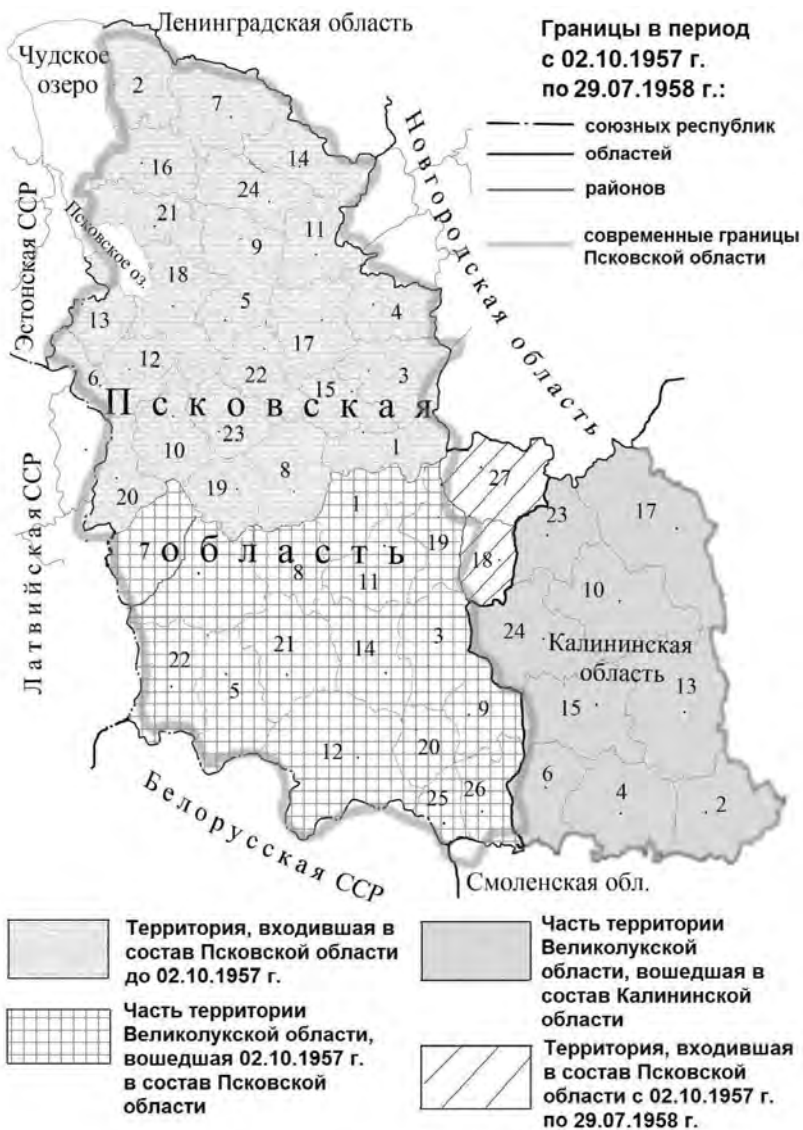 Ленинградская область
Чудское
озеро
Границы в период
с 02.10.1957 г.
по 29.07.1958 г.:
союзных республик
областей
районов
современные границы
Псковской области
Новгородская область
Эстонская ССР
Псковское оз.
Латвийская ССР
2
7
16
14
24
21
11
9
18
5
4
13
17
12
22
3
6
15
Псковская
23
10
1
8
19
20
27
1
23
17
7
область
19
18
8
11
10
24
Калининская
область
3
21
14
22
5
13
15
9
12
20
6
4
2
25
26
Белорусская ССР
Смоленская обл.
Территория, входившая в
состав Псковской области
до 02.10.1957 г.
Часть территории
Великолукской области,
вошедшая 02.10.1957 г.
в состав Псковской
области
Часть территории
Великолукской
области, вошедшая в
состав Калининской
области
Территория, входившая
в состав Псковской
области с 02.10.1957 г.
по 29.07.1958 г.